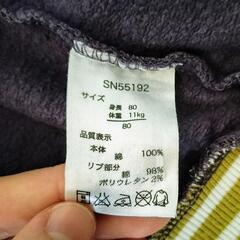 SN55192
サイズ
身長 80
体重 11kg
80
品質表示
本体
綿 100%
リブ部分
綿 98%
ポリウレタン 2%